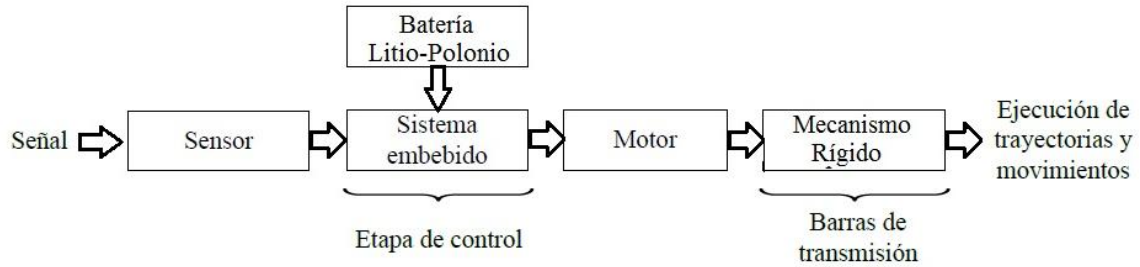 Batería
Litio-Polonio
Señal
Sensor
Sistema
embebido
Motor
Mecanismo
Rígido
Ejecución de
trayectorias y
movimientos
Etapa de control
Barras de
transmisión